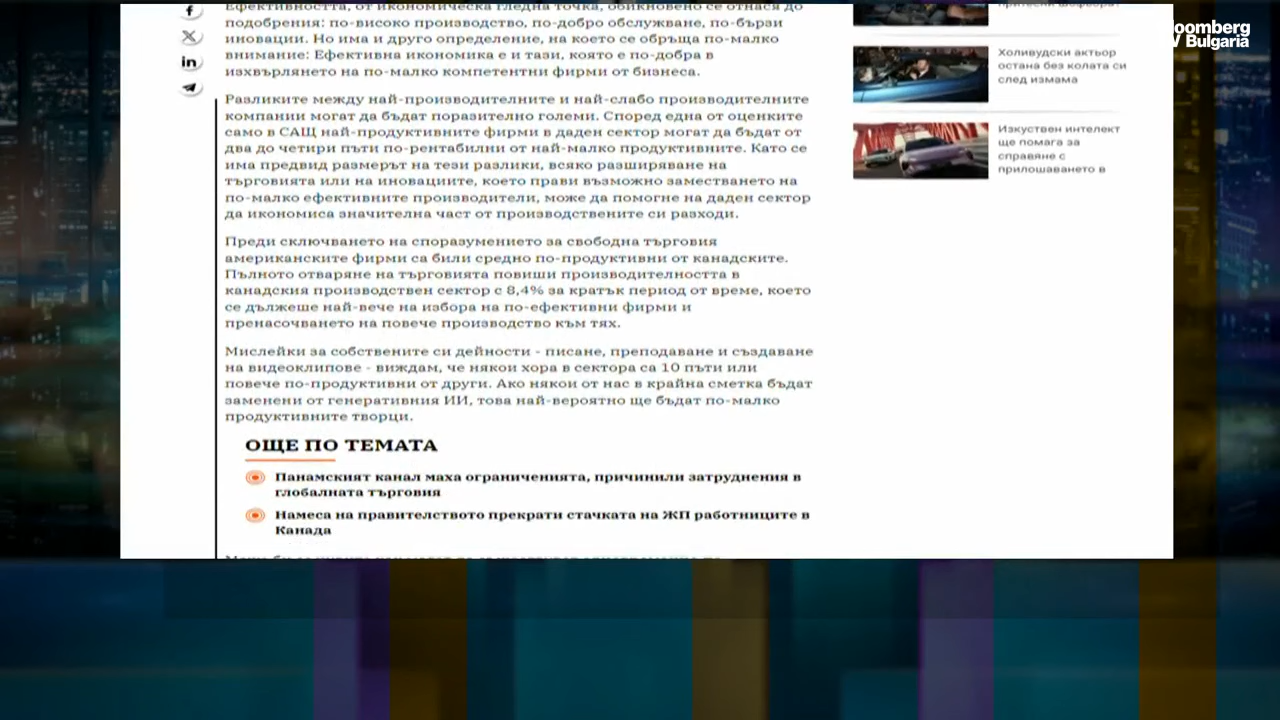 Ефективността, от икономическа гледна точка, обикновено се отнася до
подобрения: по-високо производство, по-добро обслужване, по-бързи
иновации. Но има и друго определение, на което се обръща по-малко
внимание: Ефективна икономика е и тази, която е по-добра в
изхвърлянето на по-малко компетентни фирми от бизнеса.
Разликите между най-производителните и най-слабо производителните
компании могат да бъдат поразително големи. Според една от оценките
само в САЩ най-продуктивните фирми в даден сектор могат да бъдат от
два до четири пъти по-рентабилни от най-малко продуктивните. Като се
има предвид размерът на тези разлики, всяко разширяване на
търговията или на иновациите, което прави възможно заместването на
по-малко ефективните производители, може да помогне на даден сектор
да икономиса значителна част от производствените си разходи.
Преди сключването на споразумението за свободна търговия
американските фирми са били средно по-продуктивни от канадските.
Пълното отваряне на търговията повиши производителността в
канадския производствен сектор с 8,4% за кратък период от време, което
се дължеше най-вече на избора на по-ефективни фирми и
пренасочването на повече производство към тях.
Мислейки за собствените си дейности - писане, преподаване и създаване
на видеоклипове - виждам, че някои хора в сектора са 10 пъти или
повече по-продуктивни от други. Ако някои от нас в крайна сметка бъдат
заменени от генеративния ИИ, това най-вероятно ще бъдат по-малко
продуктивните творци.
ОЩЕ ПО ТЕМАТА
Панамският канал маха ограниченията, причинили затруднения в
глобалната търговия
Намеса на правителството прекрати стачката на ЖП работниците в
Канада
Холивудски актьор
остана без колата си
след измама
Изкуствен интелект
ще помага за
справяне с
прилошаването в
loomberg
V Bulgaria